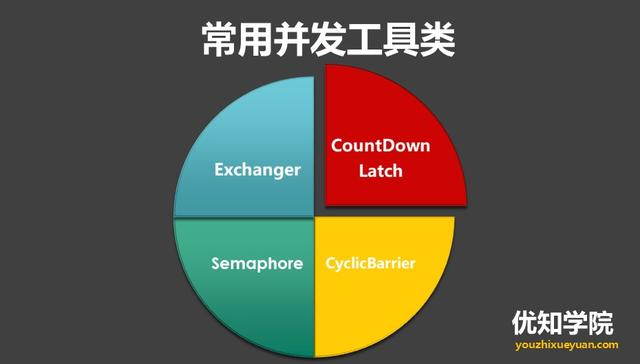 常用并发工具类
CountDown
Latch
Exchanger
Semaphore
CyclicBarrier
优知学院
youzhixueyuan.com